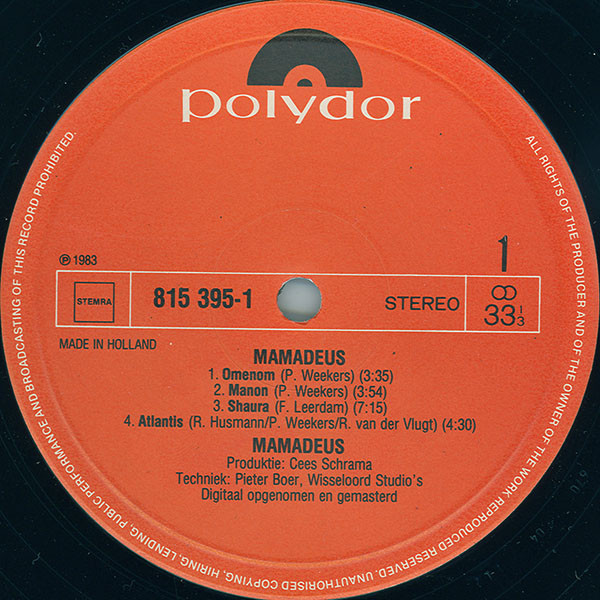 polydor
ALL RIGHTS OF THE PRODUCER AND OF THE OWNER OF THE WORK REPRODUCED RESERVED. UNAUTHORISED COPYING, HIRING, LENDING, PUBLIC PERFORMANCE AND BROADCASTING OF THIS RECORD PROHIBITED.
℗ 1983
1
STEMRA
815 395-1
STEREO
33 1/3
MADE IN HOLLAND
MAMADEUS
1. Omenom (P. Weekers) (3:35)
2. Manon (P. Weekers) (3:54)
3. Shaura (F. Leerdam) (7:15)
4. Atlantis (R. Husmann/P. Weekers/R. van der Vlugt) (4:30)
MAMADEUS
Produktie: Cees Schrama
Techniek: Pieter Boer, Wisseloord Studio's
Digitaal opgenomen en gemasterd